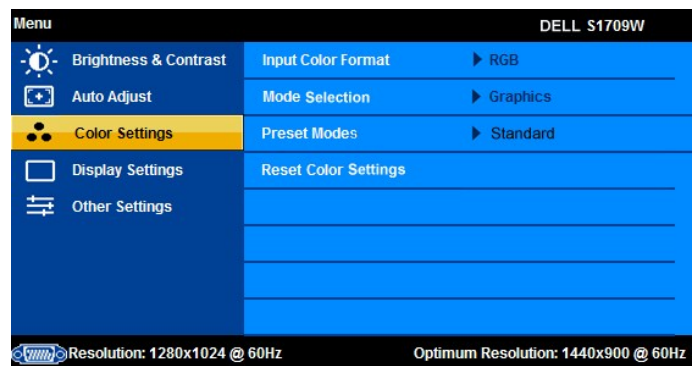 Menu DELL S1709W
Brightness & Contrast Input Color Format RGB
Auto Adjust Mode Selection Graphics
Color Settings Preset Modes Standard
Display Settings Reset Color Settings
Other Settings
Resolution: 1280x1024 @ 60Hz Optimum Resolution: 1440x900 @ 60Hz